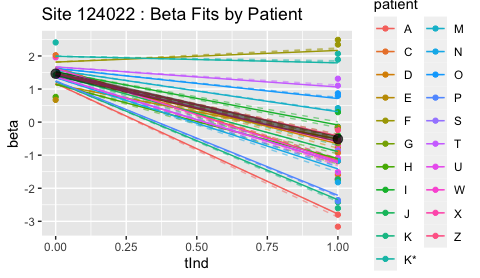 Site 124022 : Beta Fits by Patient
beta
2
1
0
-1
-2
-3
0.00
0.25
0.50
0.75
1.00
tInd
patient
A
C
D
E
F
G
H
I
J
K
K*
M
N
O
P
S
T
U
W
X
Z